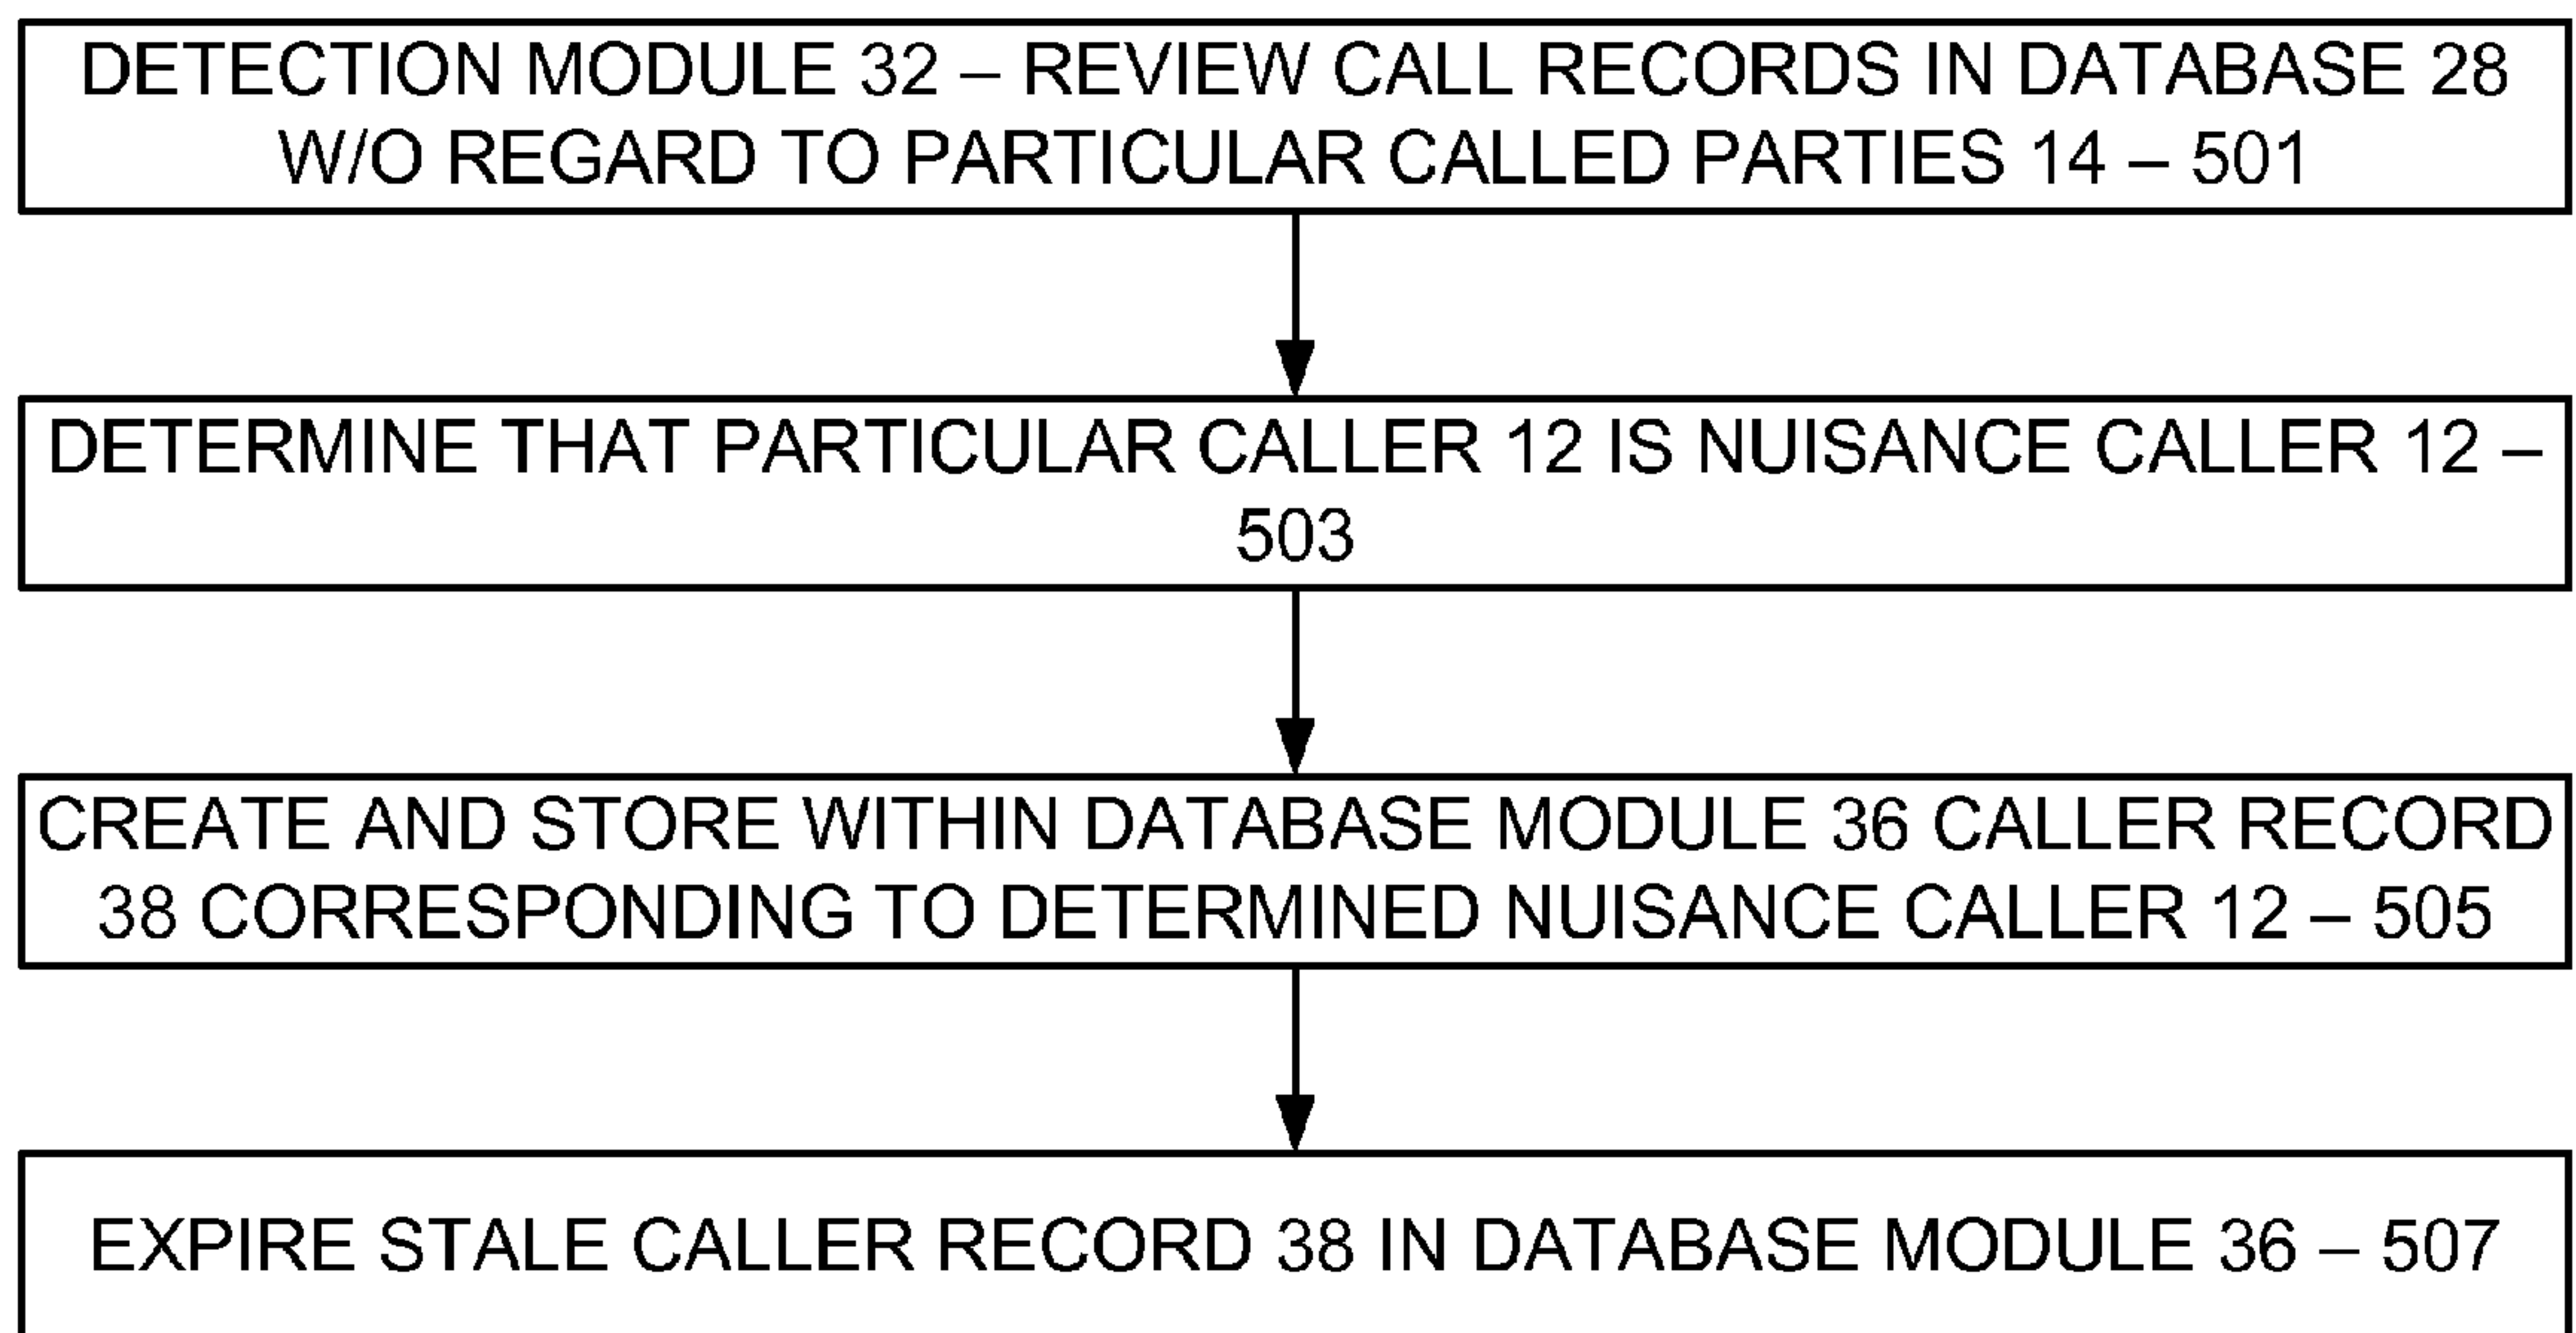 DETECTION MODULE 32 – REVIEW CALL RECORDS IN DATABASE 28
W/O REGARD TO PARTICULAR CALLED PARTIES 14 – 501
DETERMINE THAT PARTICULAR CALLER 12 IS NUISANCE CALLER 12 –
503
CREATE AND STORE WITHIN DATABASE MODULE 36 CALLER RECORD
38 CORRESPONDING TO DETERMINED NUISANCE CALLER 12 – 505
EXPIRE STALE CALLER RECORD 38 IN DATABASE MODULE 36 – 507